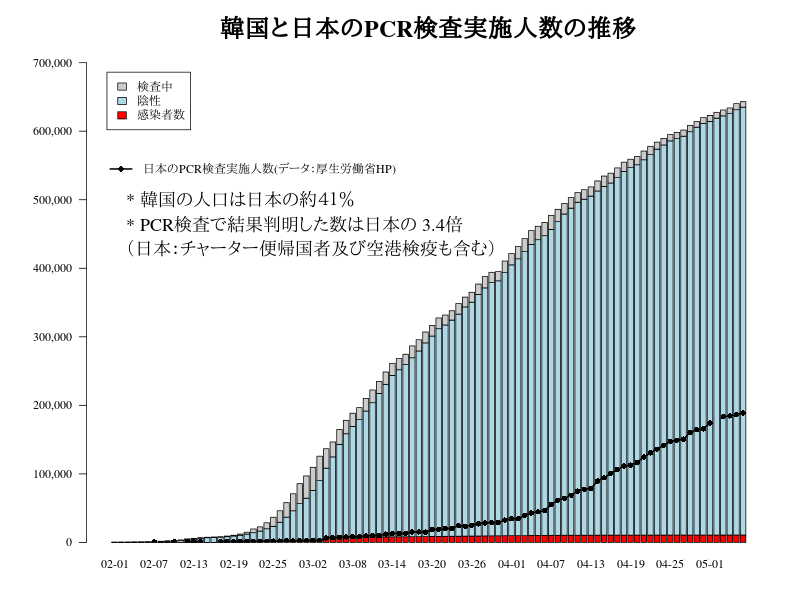 韓国と日本のPCR検査実施人数の推移
700,000
600,000
500,000
400,000
300,000
200,000
100,000
0
検査中
陰性
感染者数
日本のPCR検査実施人数(データ：厚生労働省HP)
* 韓国の人口は日本の約41%
* PCR検査で結果判明した数は日本の 3.4倍
（日本：チャーター便帰国者及び空港検疫も含む）
02-01 02-07 02-13 02-19 02-25 03-02 03-08 03-14 03-20 03-26 04-01 04-07 04-13 04-19 04-25 05-01